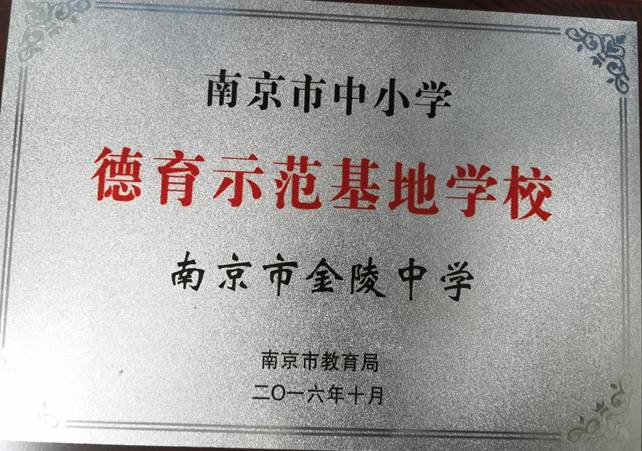 南京市中小学
德育示范基地学校
南京市金陵中学
南京市教育局
二〇一六年十月